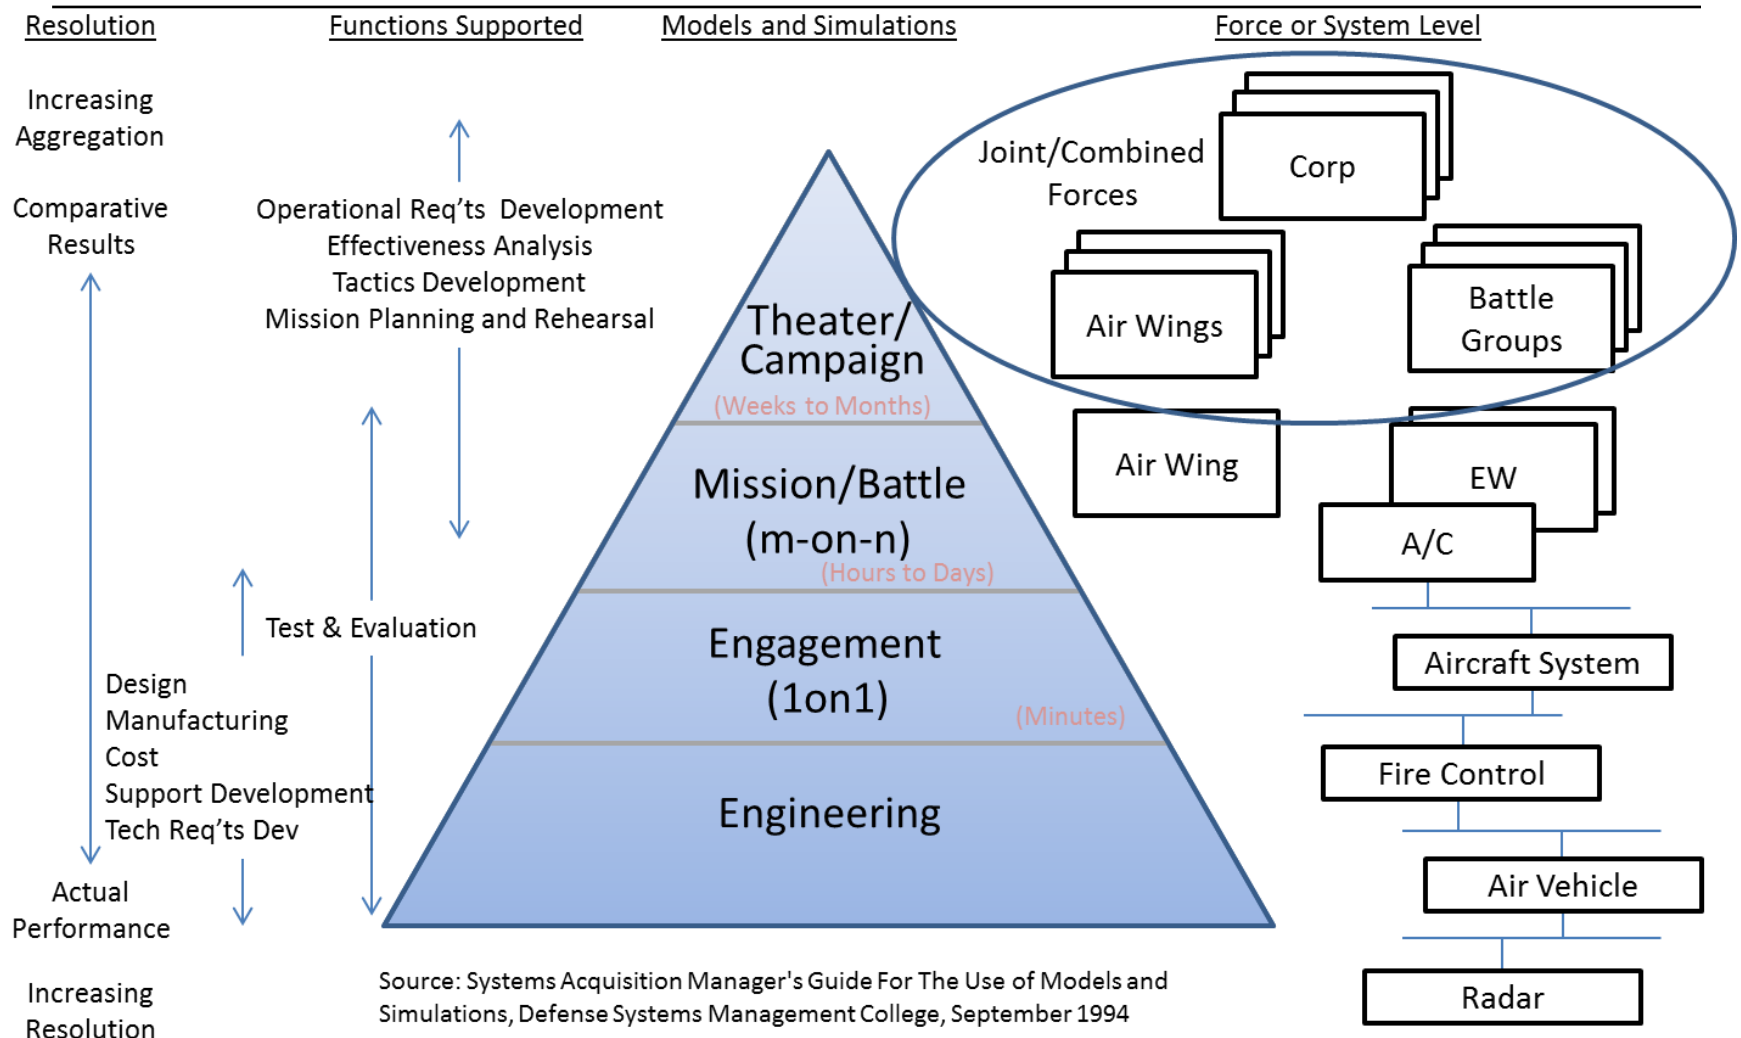 Resolution
Functions Supported
Models and Simulations
Force or System Level
Increasing
Aggregation
Comparative
Results
Actual
Performance
Increasing
Resolution
Operational Req'ts  Development
Effectiveness Analysis
Tactics Development
Mission Planning and Rehearsal
Test & Evaluation
Design
Manufacturing
Cost
Support Development
Tech Req'ts Dev
Theater/
Campaign
(Weeks to Months)
Mission/Battle
(m-on-n)
(Hours to Days)
Engagement
(1on1)
(Minutes)
Engineering
Joint/Combined
Forces
Corp
Air Wings
Battle
Groups
Air Wing
EW
A/C
Aircraft System
Fire Control
Air Vehicle
Radar
Source: Systems Acquisition Manager's Guide For The Use of Models and
Simulations, Defense Systems Management College, September 1994